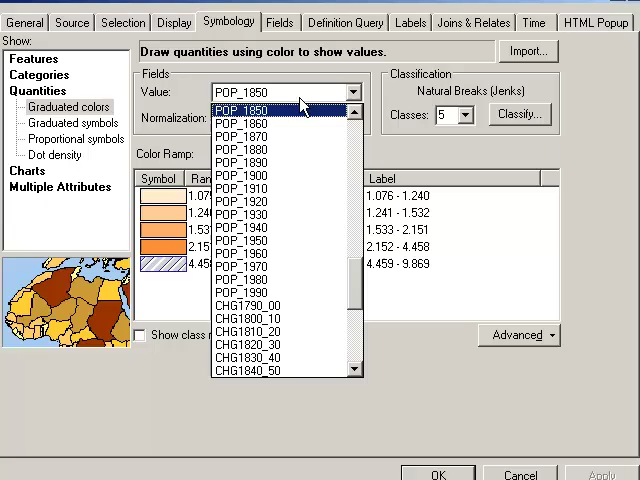 General Source Selection Display Symbology Fields Definition Query Labels Joins & Relates Time HTML Popup
Show:
Features
Categories
Quantities
Graduated colors
Graduated symbols
Proportional symbols
Dot density
Charts
Multiple Attributes
Draw quantities using color to show values.
Import...
Fields
Value:
POP_1850
Normalization:
Classification
Natural Breaks (Jenks)
Classes:
5
Classify...
Color Ramp:
POP_1850
POP_1860
POP_1870
POP_1880
POP_1890
POP_1900
POP_1910
POP_1920
POP_1930
POP_1940
POP_1950
POP_1960
POP_1970
POP_1980
POP_1990
CHG1790_00
CHG1800_10
CHG1810_20
CHG1820_30
CHG1830_40
CHG1840_50
Symbol Label
1.076 - 1.240
1.241 - 1.532
1.533 - 2.151
2.152 - 4.458
4.459 - 9.869
Show class
Advanced
OK Cancel Apply